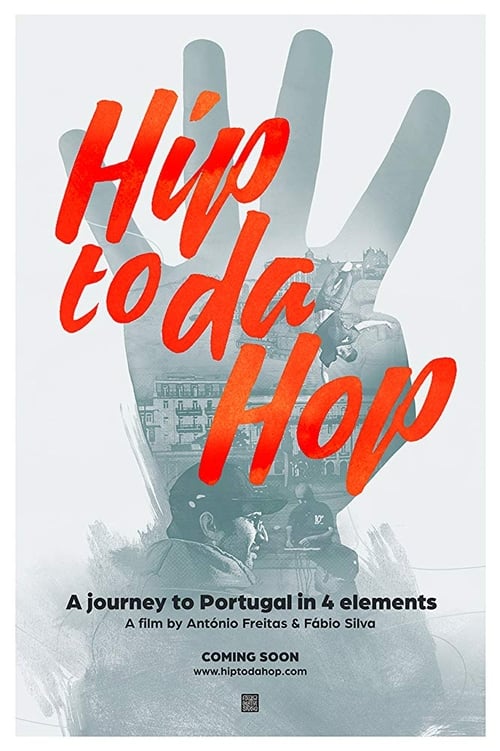 Hip
to da
Hop
A journey to Portugal in 4 elements
A film by António Freitas & Fábio Silva
COMING SOON
www.hiptodahop.com